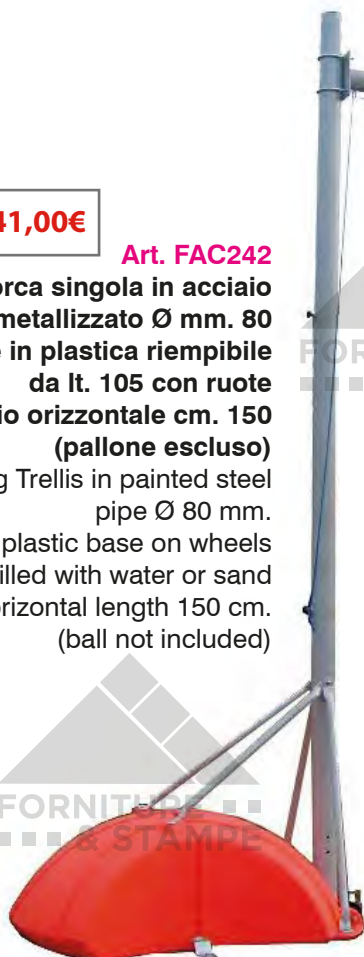 41,00€
Art. FAC242
orca singola in acciaio
metallizzato Ø mm. 80
e in plastica riempibile
da lt. 105 con ruote
io orizzontale cm. 150
(pallone escluso)
g Trellis in painted steel
pipe Ø 80 mm.
plastic base on wheels
illed with water or sand
orizontal length 150 cm.
(ball not included)
FOR
FORNITURE
& STAMPE